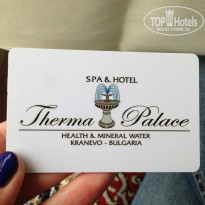 TOP Hotels
SPA & HOTEL
Therma Palace
HEALTH & MINERAL WATER
KRANEVO - BULGARIA